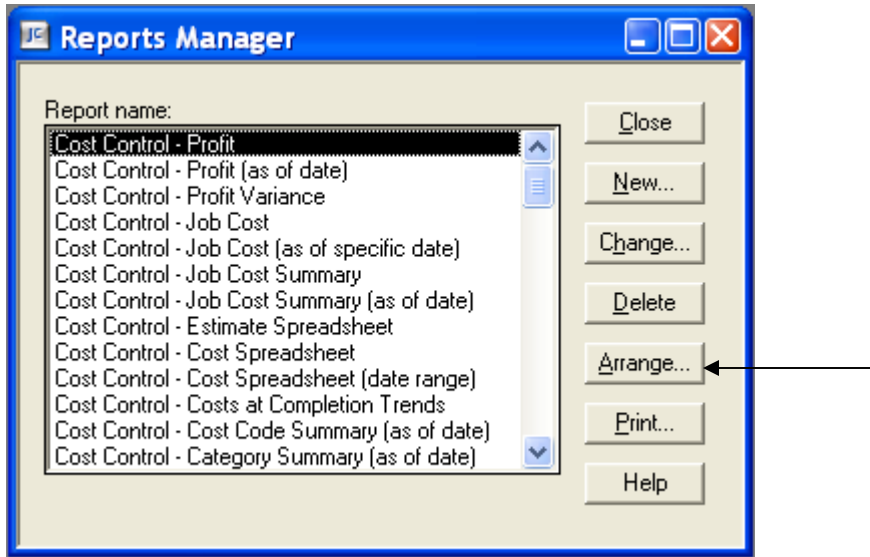 JC Reports Manager
Report name:
Cost Control - Profit
Cost Control - Profit (as of date)
Cost Control - Profit Variance
Cost Control - Job Cost
Cost Control - Job Cost (as of specific date)
Cost Control - Job Cost Summary
Cost Control - Job Cost Summary (as of date)
Cost Control - Estimate Spreadsheet
Cost Control - Cost Spreadsheet
Cost Control - Cost Spreadsheet (date range)
Cost Control - Costs at Completion Trends
Cost Control - Cost Code Summary (as of date)
Cost Control - Category Summary (as of date)
Close
New...
Change...
Delete
Arrange...
Print...
Help